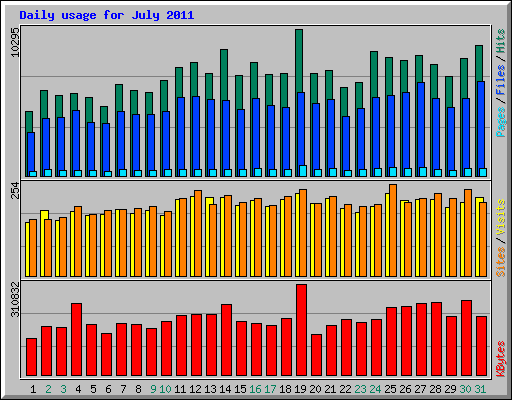 Daily usage for July 2011
10295
Pages / Files / Hits
254
Sites / Visits
310832
KBytes
1 2 3 4 5 6 7 8 9 10 11 12 13 14 15 16 17 18 19 20 21 22 23 24 25 26 27 28 29 30 31